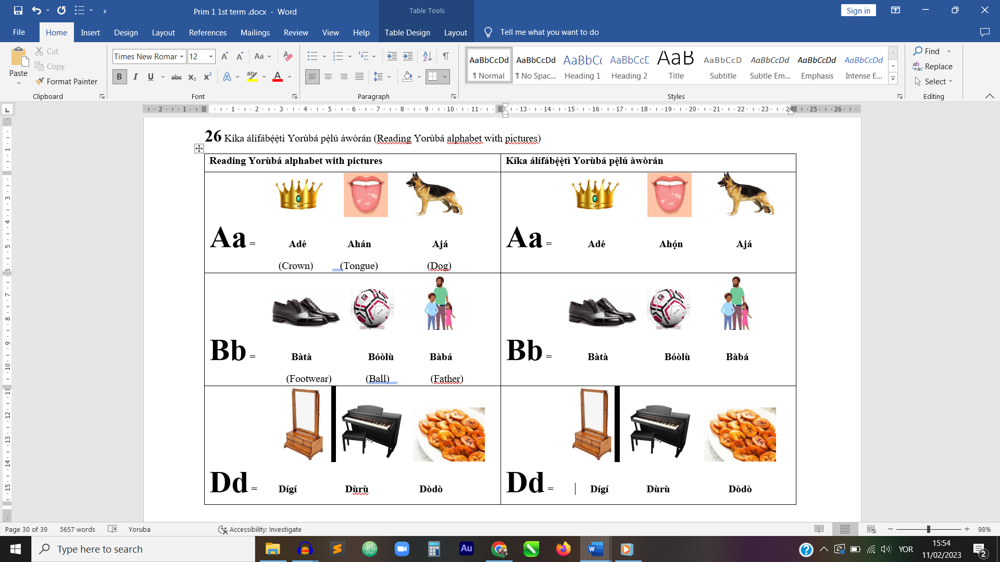 Prim 1 1st term .docx - Word
Table Tools
Sign in
File Home Insert Design Layout References Mailings Review View Help Table Design Layout Tell me what you want to do
Paste
Cut
Copy
Format Painter
Clipboard
Times New Romar 12
Font
Paragraph
AaBbCcDd AaBbCcDd AaBbCc AaBbCcE AaB AaBbCcD AaBbCcDd AaBbCcDd AaBbCcDd
¶ Normal ¶ No Spac... Heading 1 Heading 2 Title Subtitle Subtle Em... Emphasis Intense E...
Styles
Find
Replace
Select
Editing
26 Kíka álífábẹ́ẹ̀tì Yorùbá pẹ̀lú àwòrán (Reading Yorùbá alphabet with pictures)
Reading Yorùbá alphabet with pictures
Kíka álífábẹ́ẹ̀tì Yorùbá pẹ̀lú àwòrán
Aa = Adé Ahán Ajá
(Crown) (Tongue) (Dog)
Aa = Adé Ahọ́n Ajá
Bb = Bàtà Bóòlù Bàbá
(Footwear) (Ball) (Father)
Bb = Bàtà Bóòlù Bàbá
Dd = Dígí Dùrù Dòdò
Dd = Dígí Dùrù Dòdò
Page 30 of 39 5657 words Yoruba Accessibility: Investigate 98%
Type here to search
YOR
15:54
11/02/2023
2